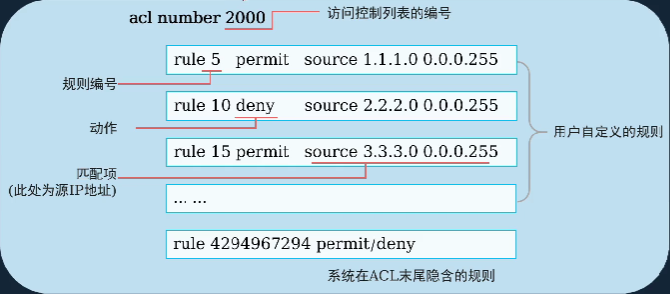 acl number 2000
访问控制列表的编号
rule 5 permit source 1.1.1.0 0.0.0.255
规则编号
rule 10 deny source 2.2.2.0 0.0.0.255
动作
用户自定义的规则
rule 15 permit source 3.3.3.0 0.0.0.255
匹配项
(此处为源IP地址)
... ...
rule 4294967294 permit/deny
系统在ACL末尾隐含的规则